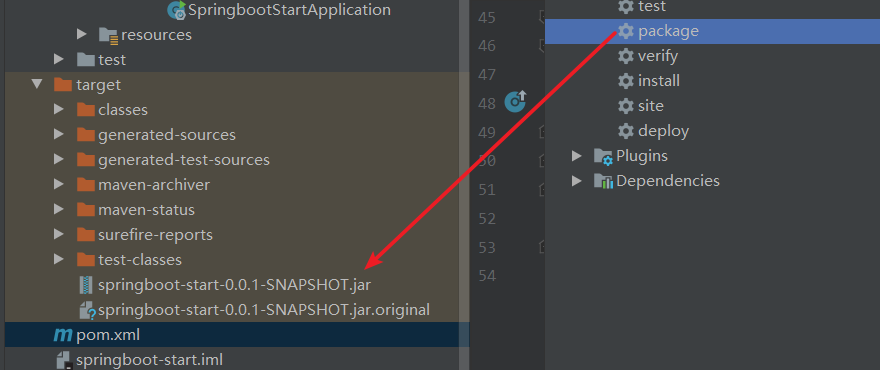 SpringbootStartApplication
resources
test
target
classes
generated-sources
generated-test-sources
maven-archiver
maven-status
surefire-reports
test-classes
springboot-start-0.0.1-SNAPSHOT.jar
springboot-start-0.0.1-SNAPSHOT.jar.original
pom.xml
springboot-start.iml
45
46
47
48
49
50
51
52
53
54
test
package
verify
install
site
deploy
Plugins
Dependencies